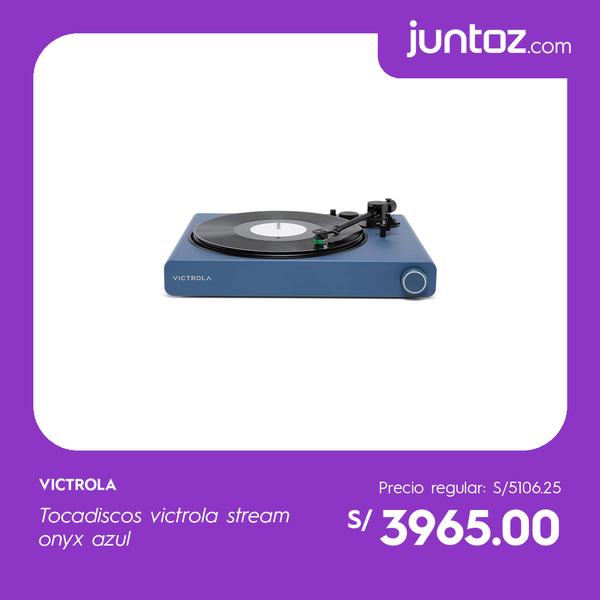 juntoz.com
VICTROLA
VICTROLA
Tocadiscos victrola stream
onyx azul
Precio regular: S/5106.25
S/ 3965.00